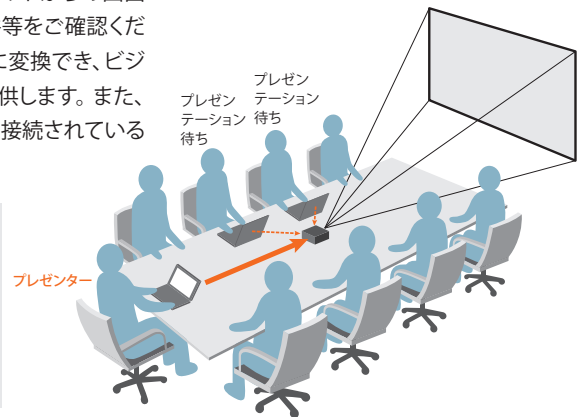 等をご確認くだ
に変換でき、ビジ
供します。また、
接続されている
プレゼン
テーション
待ち
プレゼン
テーション
待ち
プレゼンター